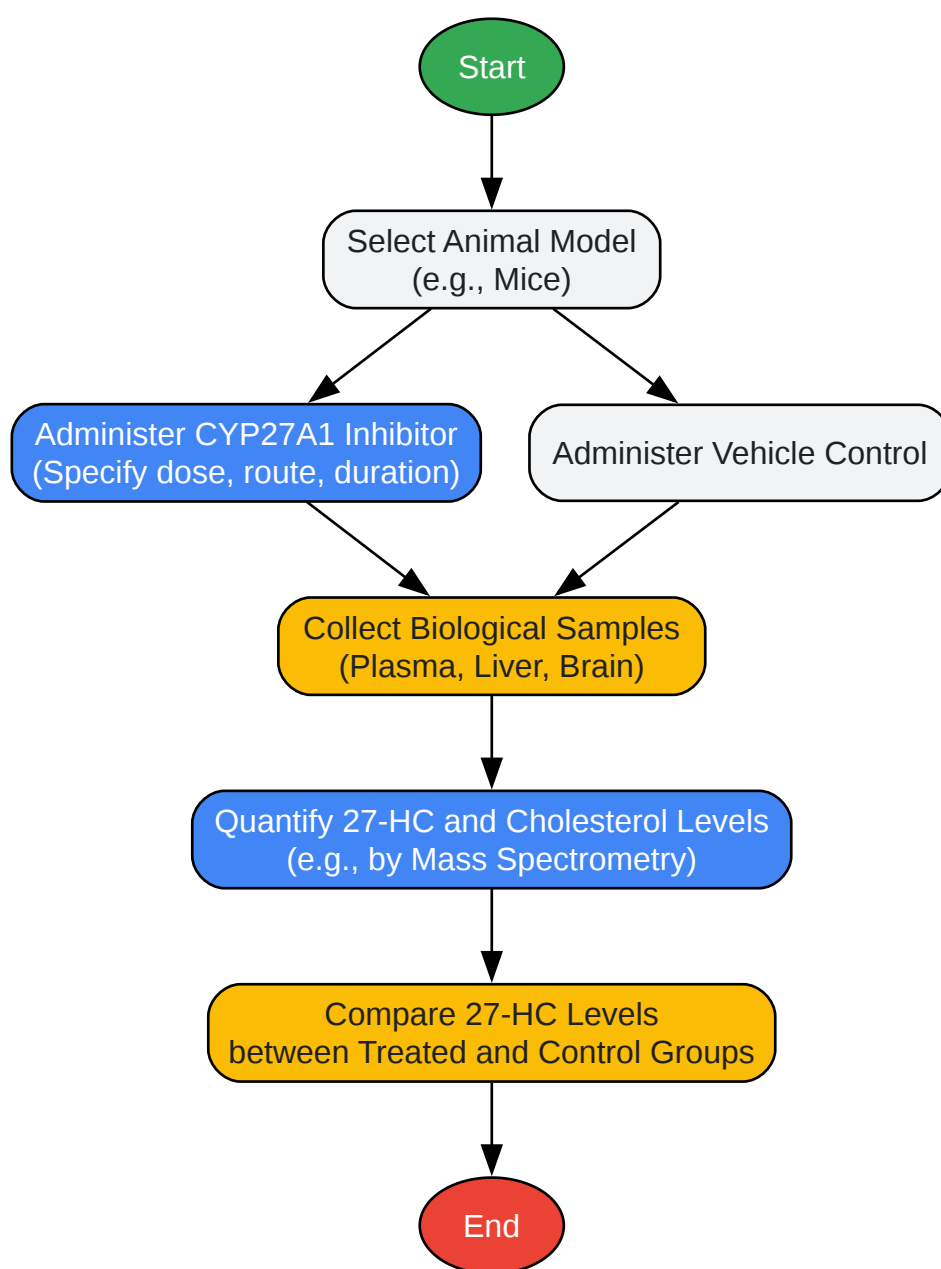 Start
Select Animal Model
(e.g., Mice)
Administer CYP27A1 Inhibitor
(Specify dose, route, duration)
Administer Vehicle Control
Collect Biological Samples
(Plasma, Liver, Brain)
Quantify 27-HC and Cholesterol Levels
(e.g., by Mass Spectrometry)
Compare 27-HC Levels
between Treated and Control Groups
End